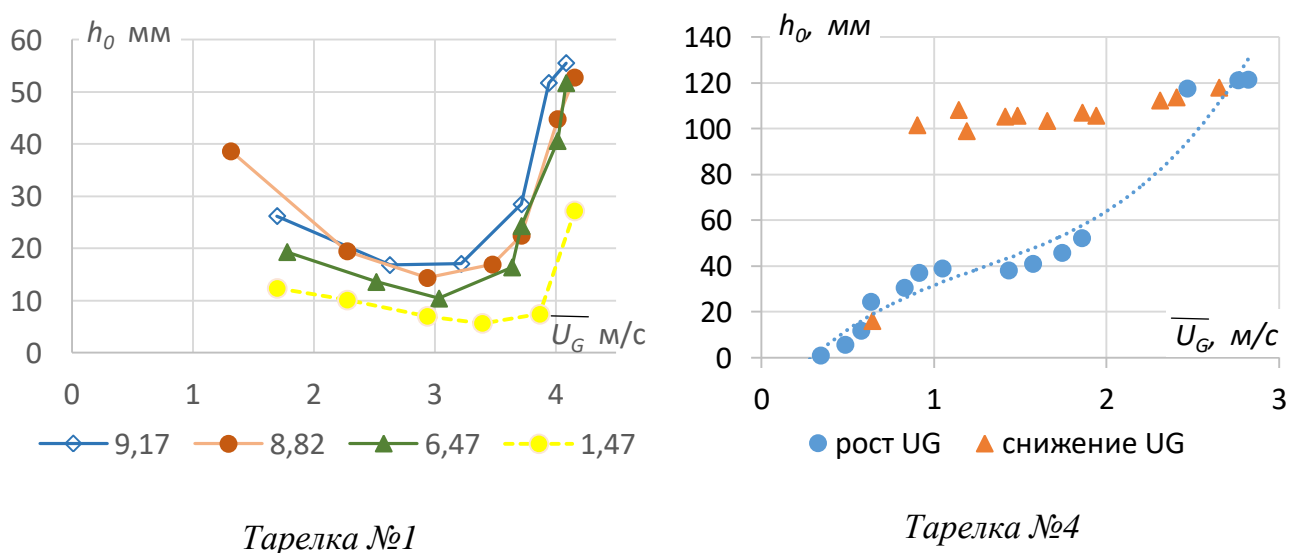 h0 мм
60
50
40
30
20
10
0
0 1 2 3 4
UG м/с
9,17 8,82 6,47 1,47
Тарелка №1
h0, мм
140
120
100
80
60
40
20
0
0 1 2 3
UG, м/с
рост UG снижение UG
Тарелка №4